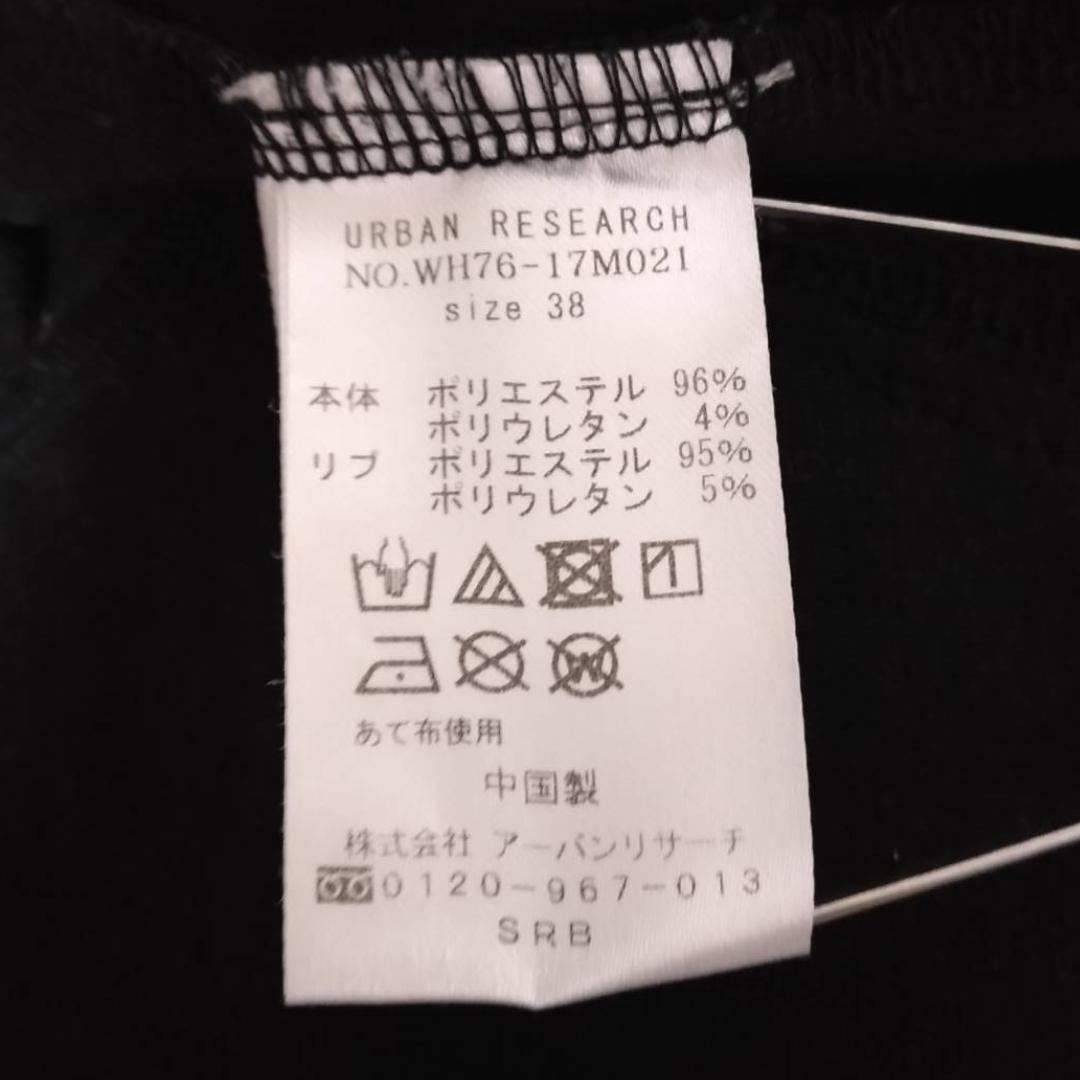 URBAN RESEARCH
NO.WH76-17M021
size 38
本体 ポリエステル 96%
ポリウレタン 4%
リブ ポリエステル 95%
ポリウレタン 5%
あて布使用
中国製
株式会社 アーバンリサーチ
0120-967-013
SRB